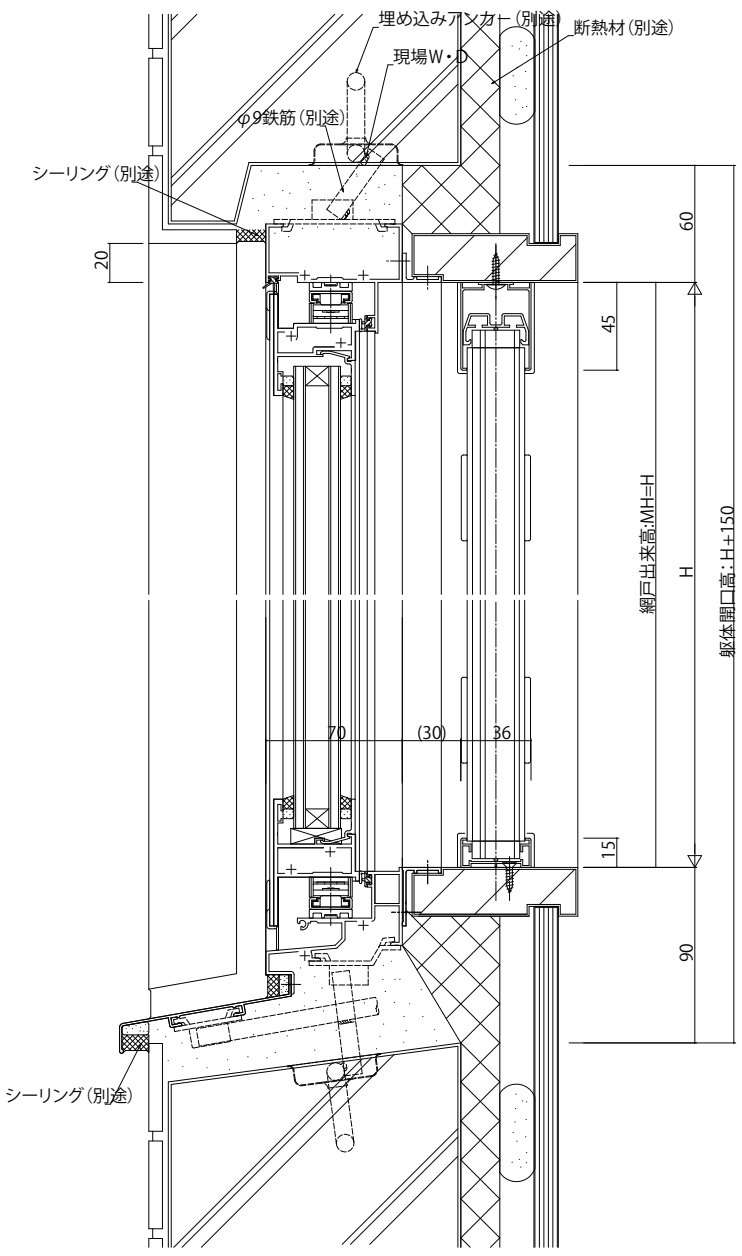 埋め込みアンカー(別途)
断熱材(別途)
現場W・D
φ9鉄筋(別途)
シーリング(別途)
20
60
45
網戸出来高:MH=H
H
躯体開口高:H+150
70
(30)
36
15
90
シーリング(別途)